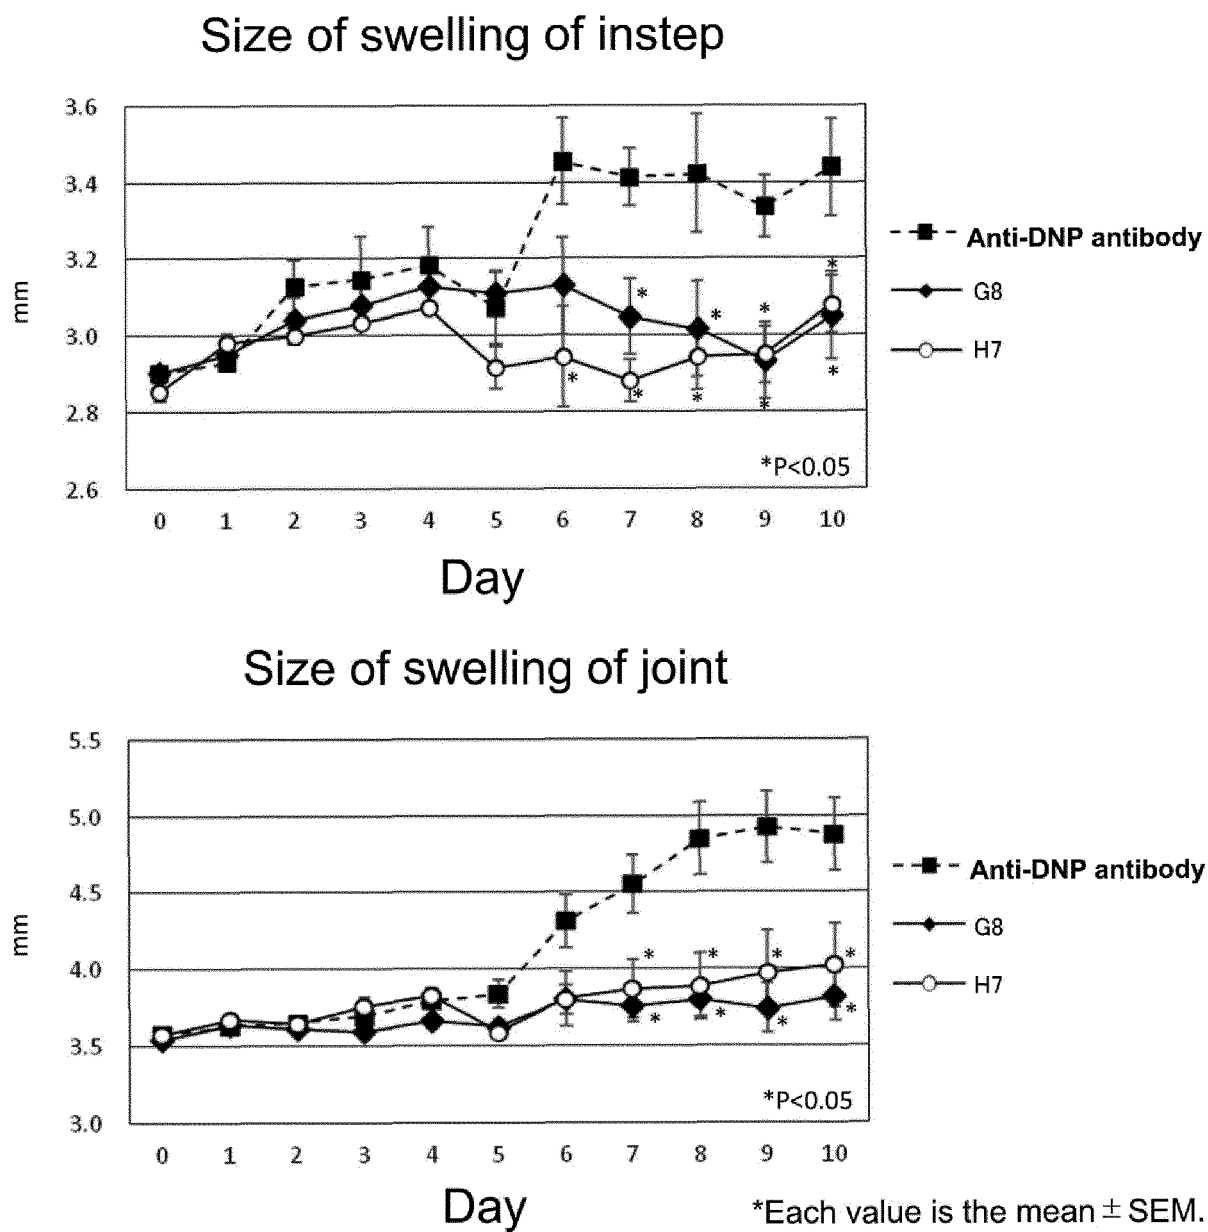 Size of swelling of instep
3.6
3.4
3.2
3.0
2.8
2.6
mm
* * * *
* * * * *
*P<0.05
0 1 2 3 4 5 6 7 8 9 10
Day
Anti-DNP antibody
G8
H7
Size of swelling of joint
5.5
5.0
4.5
4.0
3.5
3.0
mm
* * * *
* * * *
*P<0.05
0 1 2 3 4 5 6 7 8 9 10
Day
Anti-DNP antibody
G8
H7
*Each value is the mean ± SEM.